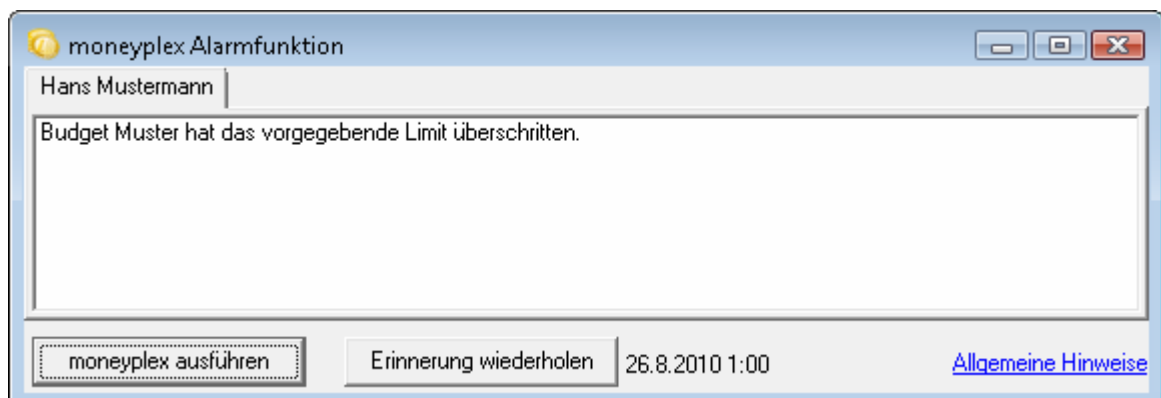 moneyplex Alarmfunktion
Hans Mustermann
Budget Muster hat das vorgegebende Limit überschritten.
moneyplex ausführen Erinnerung wiederholen 26.8.2010 1:00 Allgemeine Hinweise